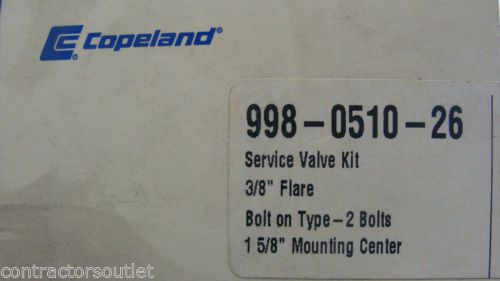 Copeland®
998-0510-26
Service Valve Kit
3/8" Flare
Bolt on Type-2 Bolts
1 5/8" Mounting Center
contractorsoutlet